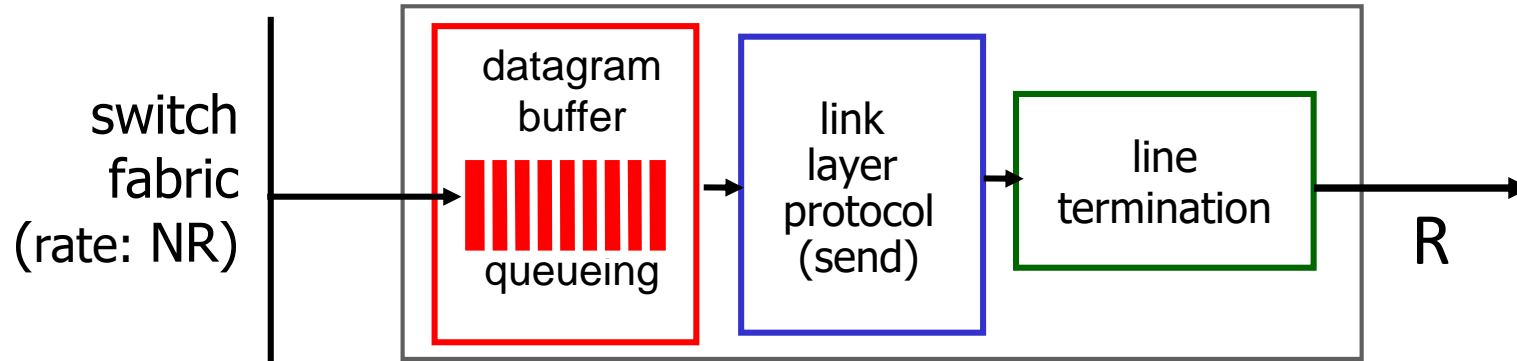 switch
fabric
(rate: NR)
datagram
buffer
queueing
link
layer
protocol
(send)
line
termination
R